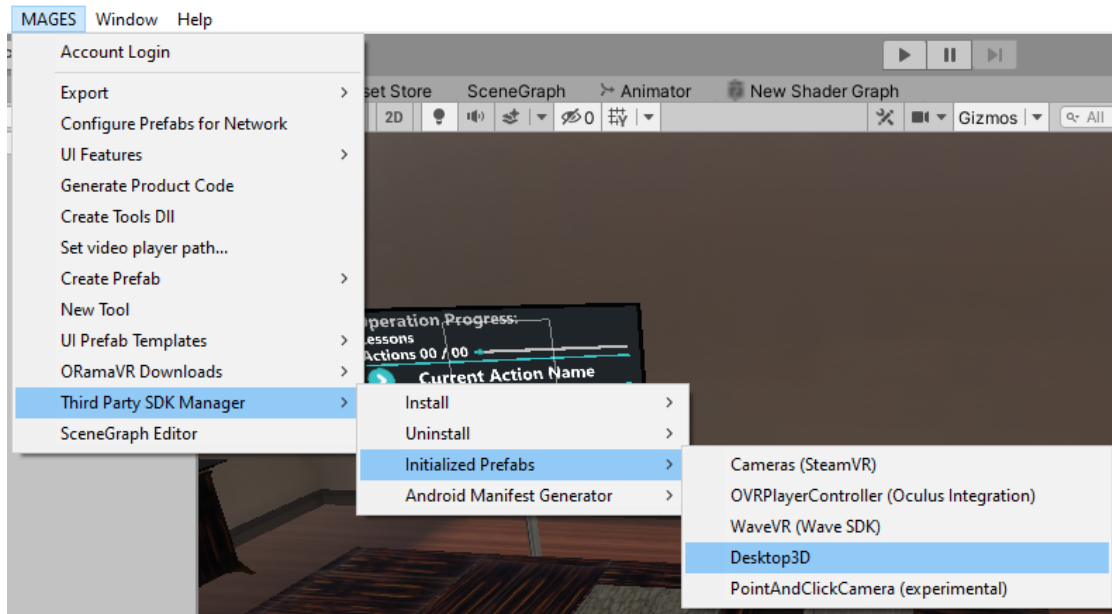 MAGES Window Help
Account Login
Export
Configure Prefabs for Network
UI Features
Generate Product Code
Create Tools Dll
Set video player path...
Create Prefab
New Tool
UI Prefab Templates
ORamaVR Downloads
Third Party SDK Manager
SceneGraph Editor
set Store SceneGraph Animator New Shader Graph
2D 0 Gizmos All
Operation Progress:
Lessons
Actions 00 / 00
Current Action Name
Install
Uninstall
Initialized Prefabs
Android Manifest Generator
Cameras (SteamVR)
OVRPlayerController (Oculus Integration)
WaveVR (Wave SDK)
Desktop3D
PointAndClickCamera (experimental)